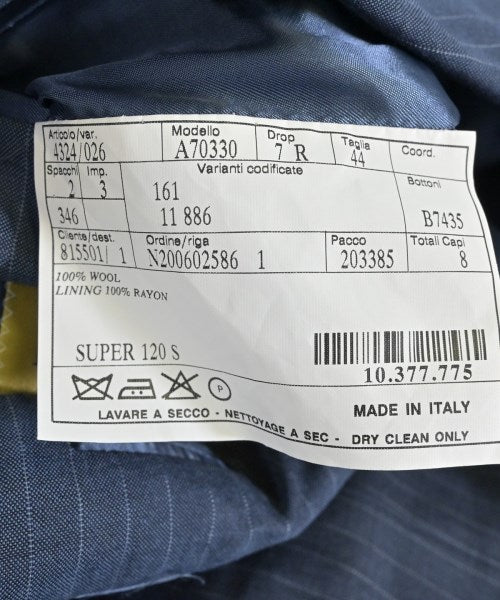 Articolo/var. Modello Drop Taglia Coord.
4324/026 A70330 7 R 44
Spacchi Imp. Varianti codificate Bottoni
2 3 161
346 11 886 B7435
Cliente/dest. Ordine/riga Pacco Totali Capi
815501/ 1 N200602586 1 203385 8
100% WOOL
LINING 100% RAYON
SUPER 120 S
10.377.775
P
MADE IN ITALY
LAVARE A SECCO - NETTOYAGE A SEC - DRY CLEAN ONLY